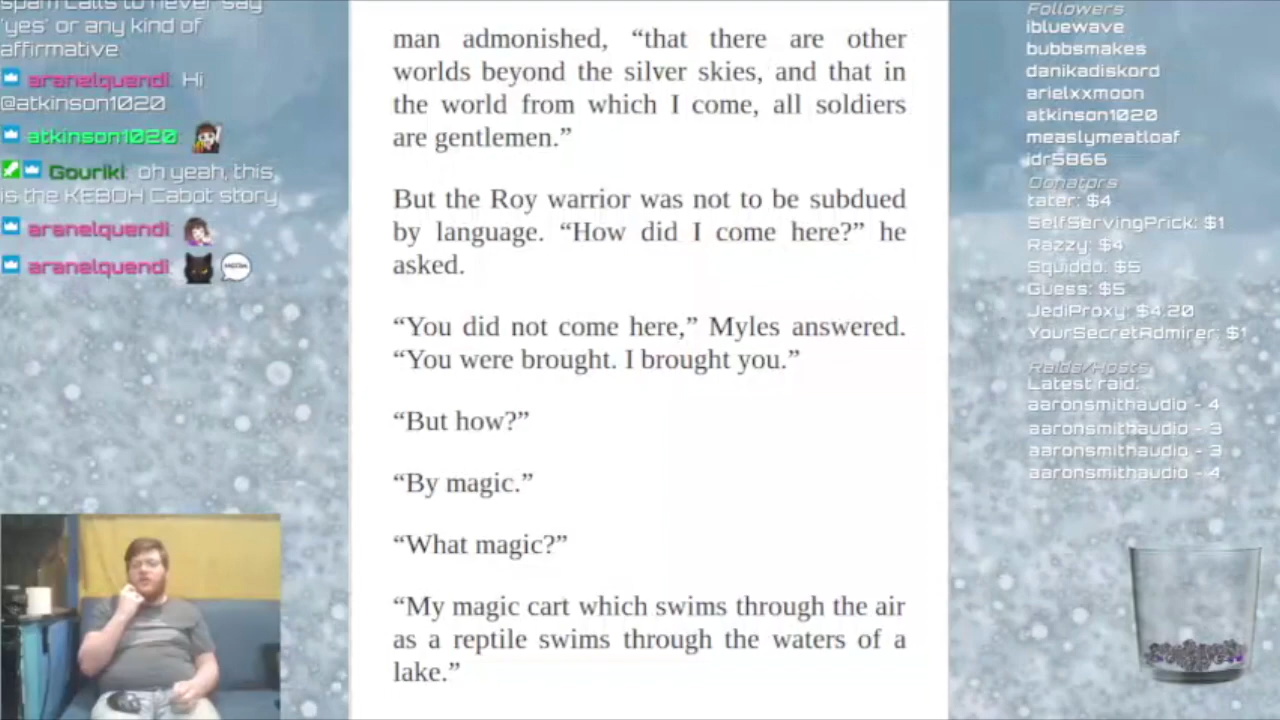 spam calls to never say
'yes' or any kind of
affirmative
aranelquendi: Hi
@atkinson1020
atkinson1020:
Gouriki: oh yeah, this
is the KEBOH Cabot story
aranelquendi:
aranelquendi:
man admonished, “that there are other
worlds beyond the silver skies, and that in
the world from which I come, all soldiers
are gentlemen.”
But the Roy warrior was not to be subdued
by language. “How did I come here?” he
asked.
“You did not come here,” Myles answered.
“You were brought. I brought you.”
“But how?”
“By magic.”
“What magic?”
“My magic cart which swims through the air
as a reptile swims through the waters of a
lake.”
Followers
ibluewave
bubbsmakes
danikadiskord
arielxxmoon
atkinson1020
measlymeatloaf
jdr5866
Donators
tater: $4
SelfServingPrick: $1
Razzy: $4
Squiddo: $5
Guess: $5
JediProxy: $4.20
YourSecretAdmirer: $1
Raids/Hosts
Latest raid:
aaronsmithaudio - 4
aaronsmithaudio - 3
aaronsmithaudio - 3
aaronsmithaudio - 4